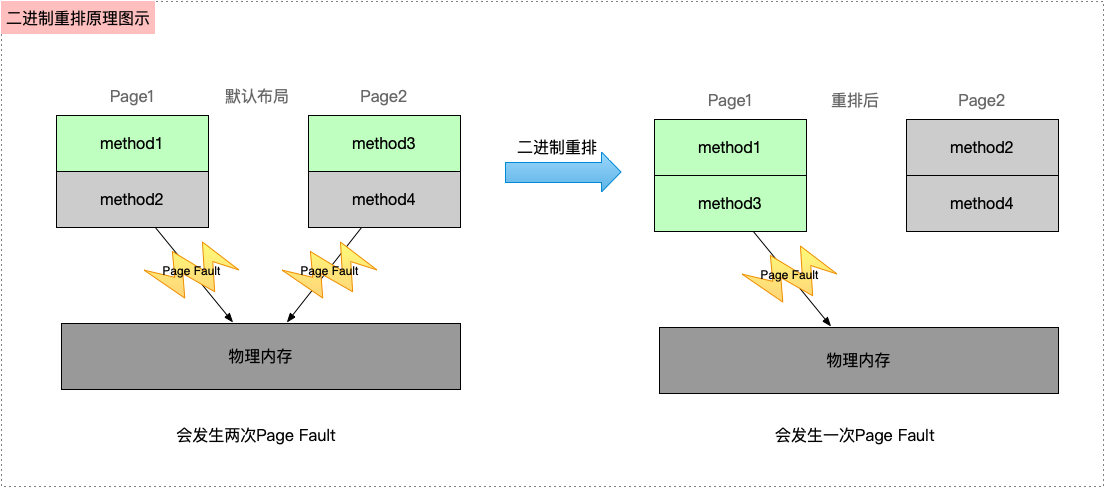 二进制重排原理图示
Page1
默认布局
Page2
method1
method3
method2
method4
Page Fault
Page Fault
物理内存
会发生两次Page Fault
二进制重排
Page1
重排后
Page2
method1
method2
method3
method4
Page Fault
物理内存
会发生一次Page Fault